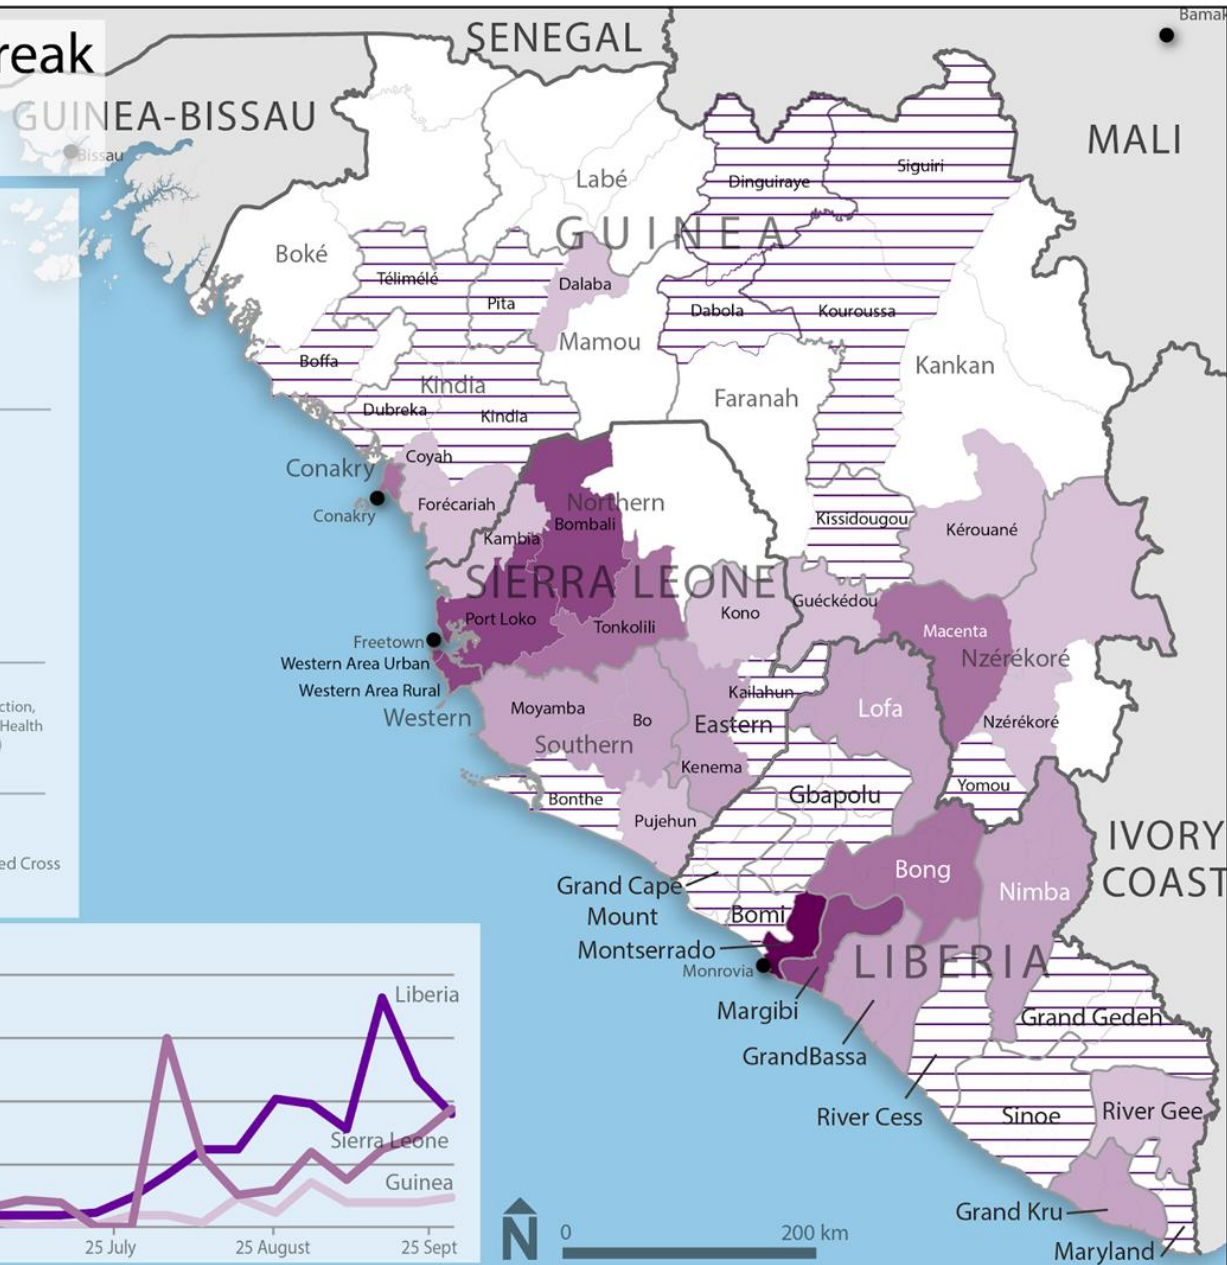 reak
SENEGAL
Bamak
GUINEA-BISSAU
Bissau
MALI
Labé
Dinguiraye
Siguiri
GUINEA
Boké
Télimélé
Pita
Dalaba
Dabola
Kouroussa
Boffa
Mamou
Kankan
Kindia
Faranah
Dubreka
Kindia
Coyah
Conakry
Conakry
Forécariah
Northern
Bombali
Kissidougou
Kérouané
Kambia
SIERRA LEONE
Guéckédou
Kono
Port Loko
Tonkolili
Macenta
Nzérékoré
Freetown
Western Area Urban
Western Area Rural
Western
Kailahun
Moyamba
Bo
Eastern
Lofa
Nzérékoré
Southern
Kenema
Yomou
Bonthe
Gbapolu
Pujehun
IVORY
COAST
Bong
Nimba
Grand Cape
Mount
Bomi
Montserrado
Monrovia
LIBERIA
Margibi
Grand Gedeh
GrandBassa
River Cess
Sinoe
River Gee
Grand Kru
Maryland
ction,
Health
)
ed Cross
Liberia
Sierra Leone
Guinea
25 July
25 August
25 Sept
N
0
200 km